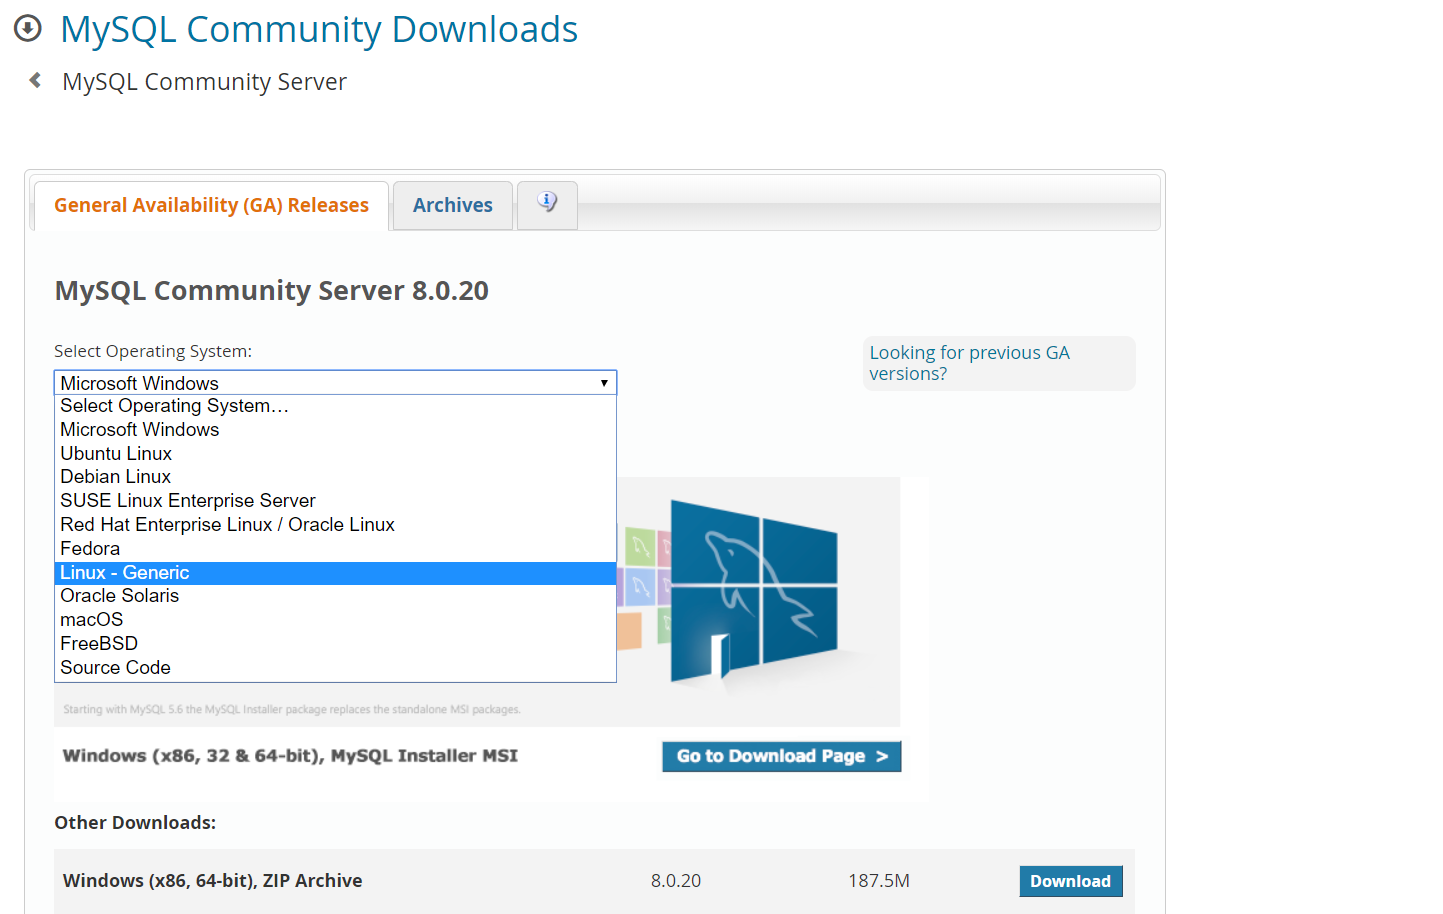 MySQL Community Downloads
MySQL Community Server
General Availability (GA) Releases
Archives
i
MySQL Community Server 8.0.20
Select Operating System:
Looking for previous GA
versions?
Microsoft Windows
Select Operating System…
Microsoft Windows
Ubuntu Linux
Debian Linux
SUSE Linux Enterprise Server
Red Hat Enterprise Linux / Oracle Linux
Fedora
Linux - Generic
Oracle Solaris
macOS
FreeBSD
Source Code
Starting with MySQL 5.6 the MySQL Installer package replaces the standalone MSI packages.
Windows (x86, 32 & 64-bit), MySQL Installer MSI
Go to Download Page >
Other Downloads:
Windows (x86, 64-bit), ZIP Archive 8.0.20 187.5M Download